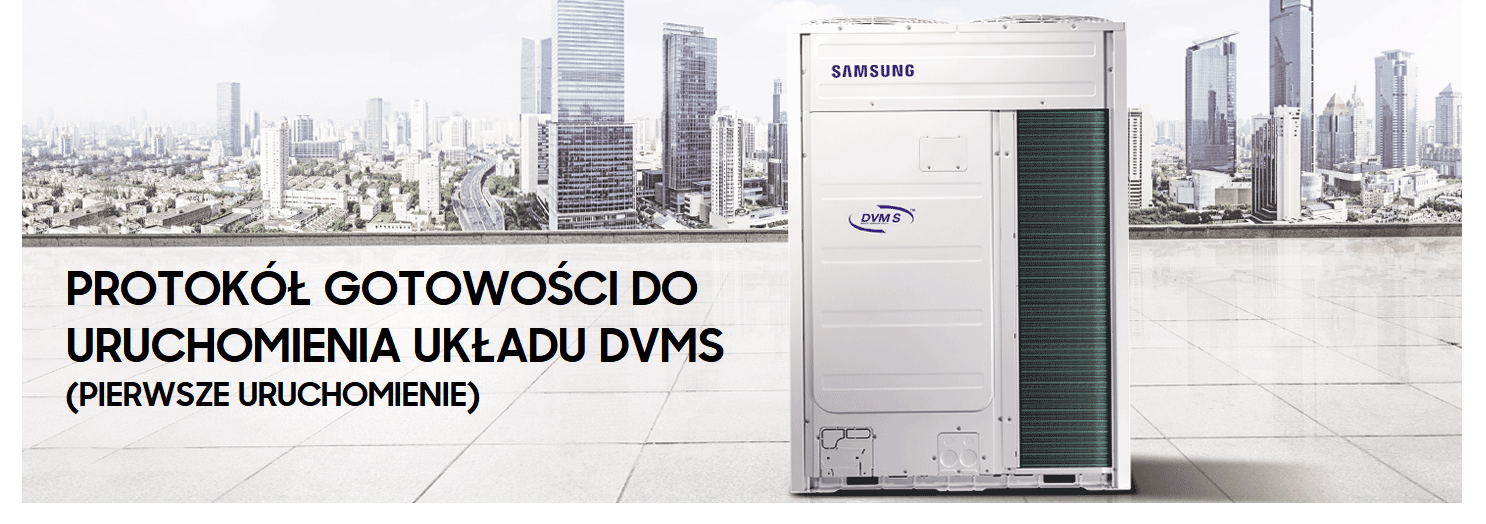 SAMSUNG
DVM S
PROTOKÓŁ GOTOWOŚCI DO
URUCHOMIENIA UKŁADU DVMS
(PIERWSZE URUCHOMIENIE)